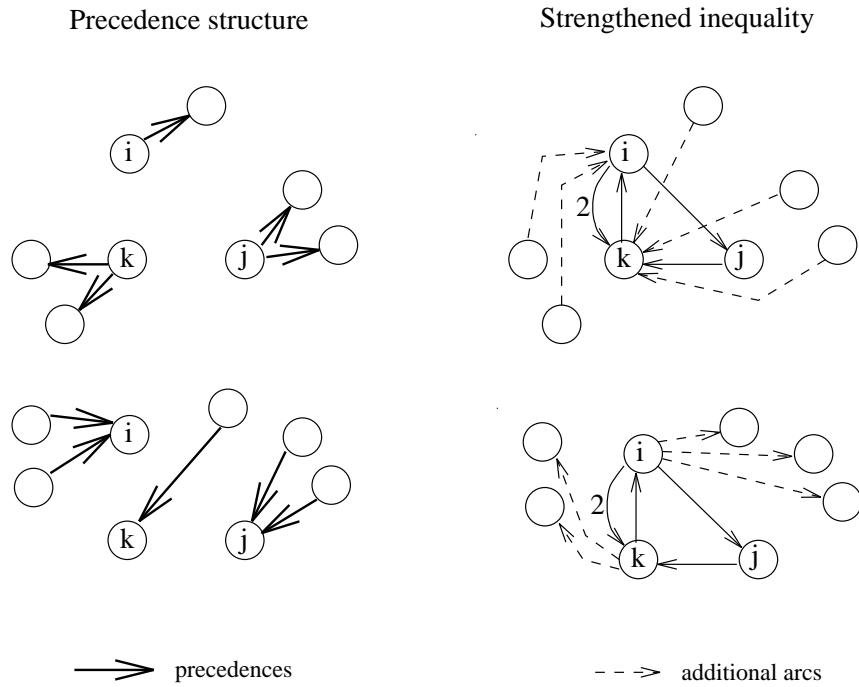 Precedence structure
Strengthened inequality
i
k
j
i
2
k
j
i
k
j
i
2
k
j
precedences
additional arcs